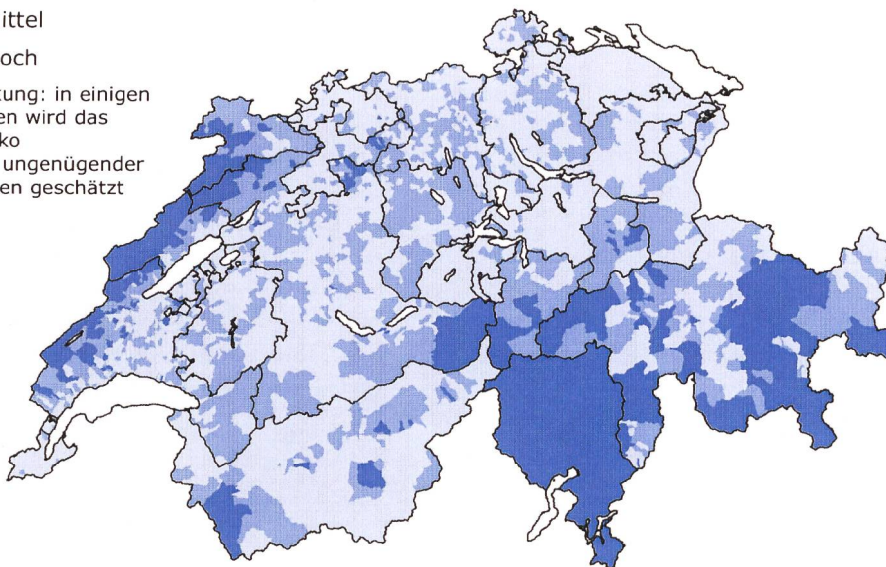 ittel
och
tung: in einigen
en wird das
ko
ungenügender
en geschätzt